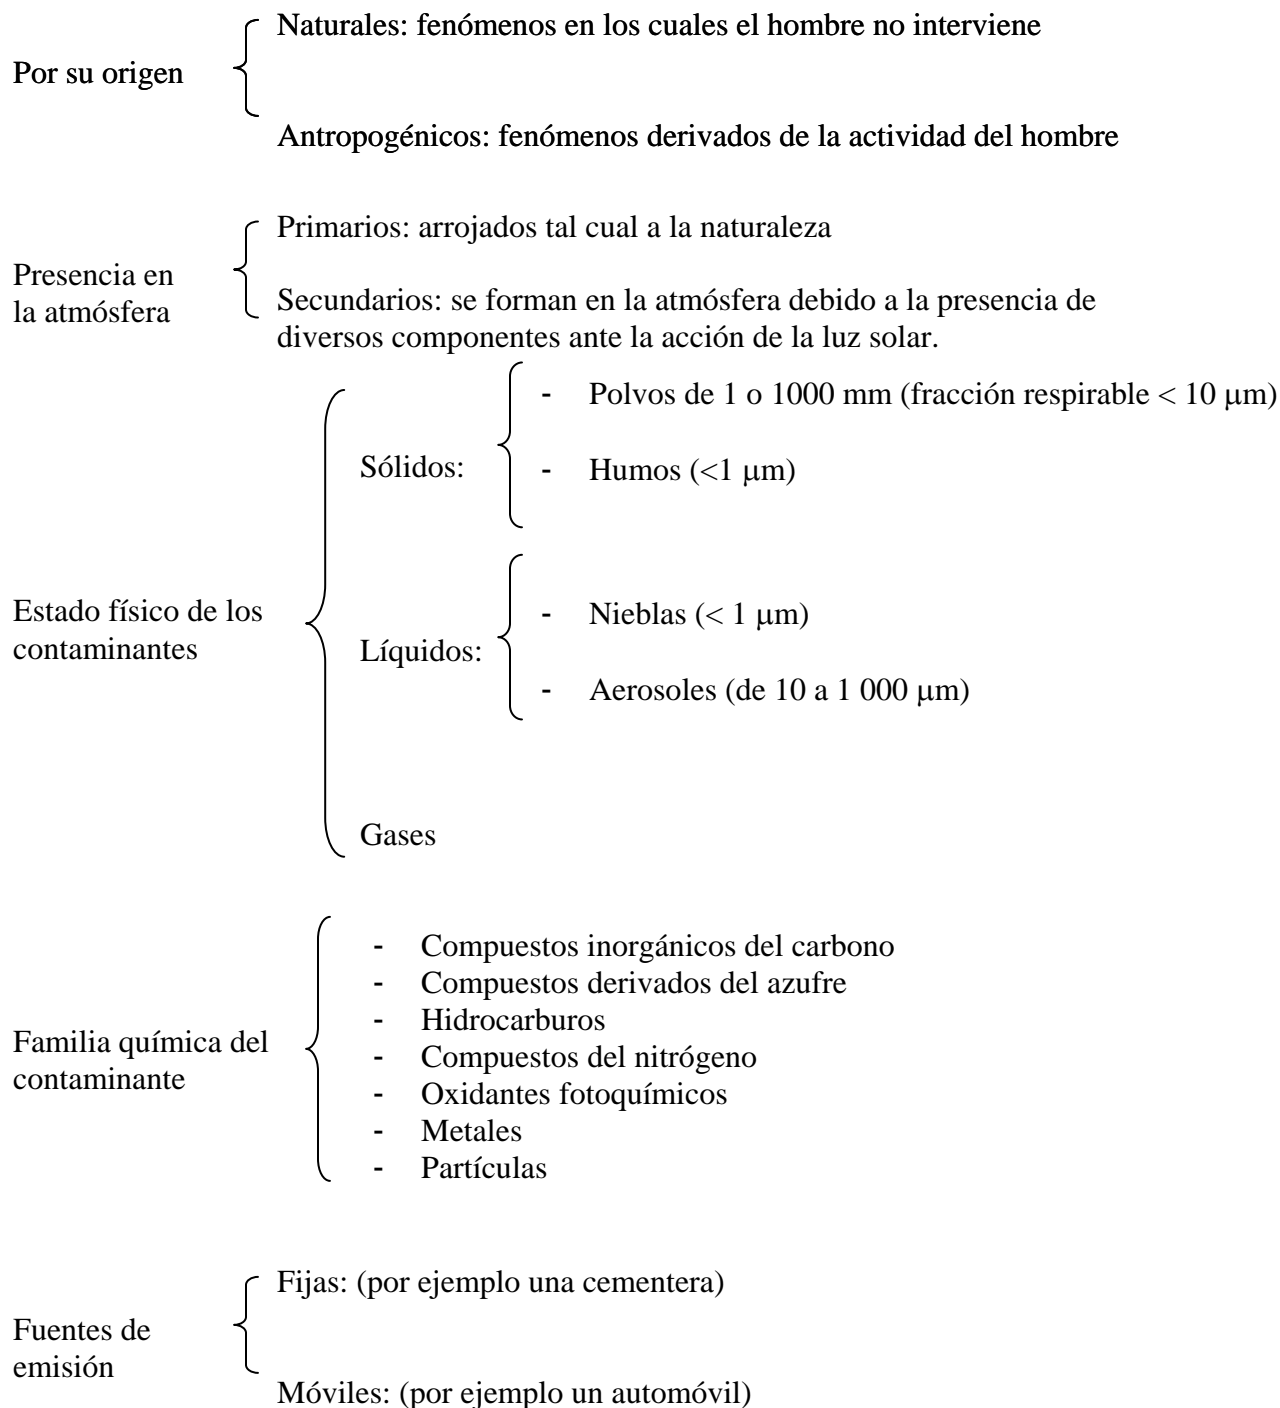 Naturales: fenómenos en los cuales el hombre no interviene
Por su origen
Antropogénicos: fenómenos derivados de la actividad del hombre
Primarios: arrojados tal cual a la naturaleza
Presencia en
la atmósfera
Secundarios: se forman en la atmósfera debido a la presencia de
diversos componentes ante la acción de la luz solar.
Estado físico de los
contaminantes
Sólidos:
- Polvos de 1 o 1000 mm (fracción respirable < 10 μm)
- Humos (<1 μm)
Líquidos:
- Nieblas (< 1 μm)
- Aerosoles (de 10 a 1 000 μm)
Gases
Familia química del
contaminante
- Compuestos inorgánicos del carbono
- Compuestos derivados del azufre
- Hidrocarburos
- Compuestos del nitrógeno
- Oxidantes fotoquímicos
- Metales
- Partículas
Fuentes de
emisión
Fijas: (por ejemplo una cementera)
Móviles: (por ejemplo un automóvil)